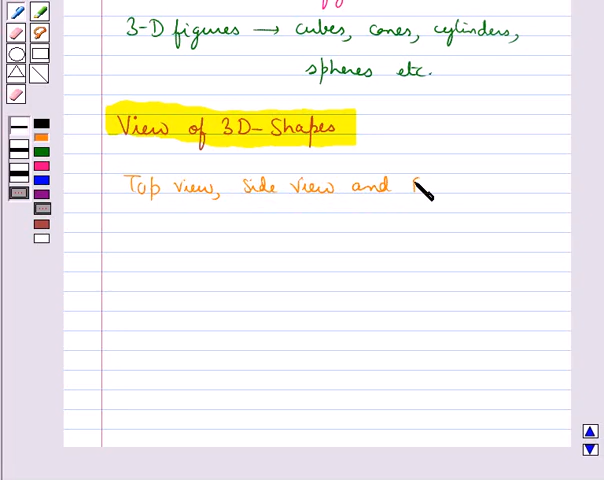 3-D figures → cubes, cones, cylinders,
spheres etc.
View of 3D-Shapes
Top view, side view and